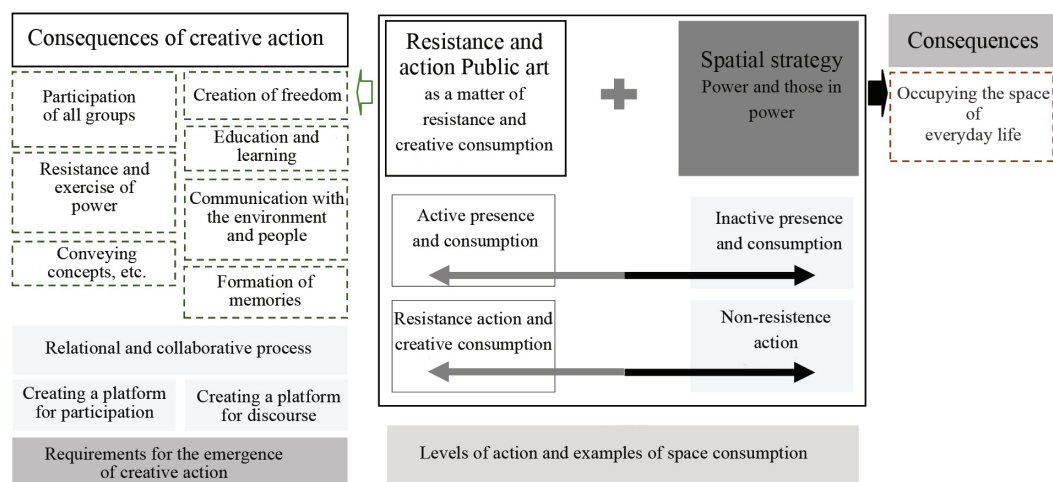 Consequences of creative action
Participation
of all groups
Resistance and
exercise of
power
Conveying
concepts, etc.
Creation of freedom
Education and
learning
Communication with
the environment
and people
Formation of
memories
Relational and collaborative process
Creating a platform
for participation
Creating a platform
for discourse
Requirements for the emergence
of creative action
Resistance and
action Public art
as a matter of
resistance and
creative consumption
Spatial strategy
Power and those in
power
Active presence
and consumption
Inactive presence
and consumption
Resistance action and
creative consumption
Non-resistence
action
Levels of action and examples of space consumption
Consequences
Occupying the space
of
everyday life